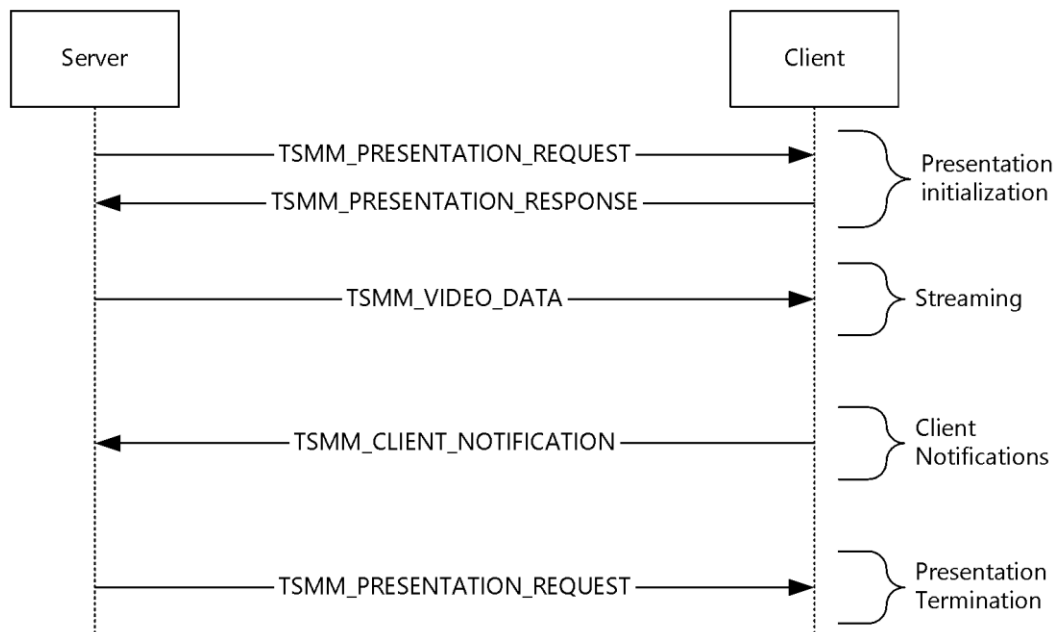 Server
Client
TSMM_PRESENTATION_REQUEST
Presentation
initialization
TSMM_PRESENTATION_RESPONSE
TSMM_VIDEO_DATA
Streaming
TSMM_CLIENT_NOTIFICATION
Client
Notifications
TSMM_PRESENTATION_REQUEST
Presentation
Termination